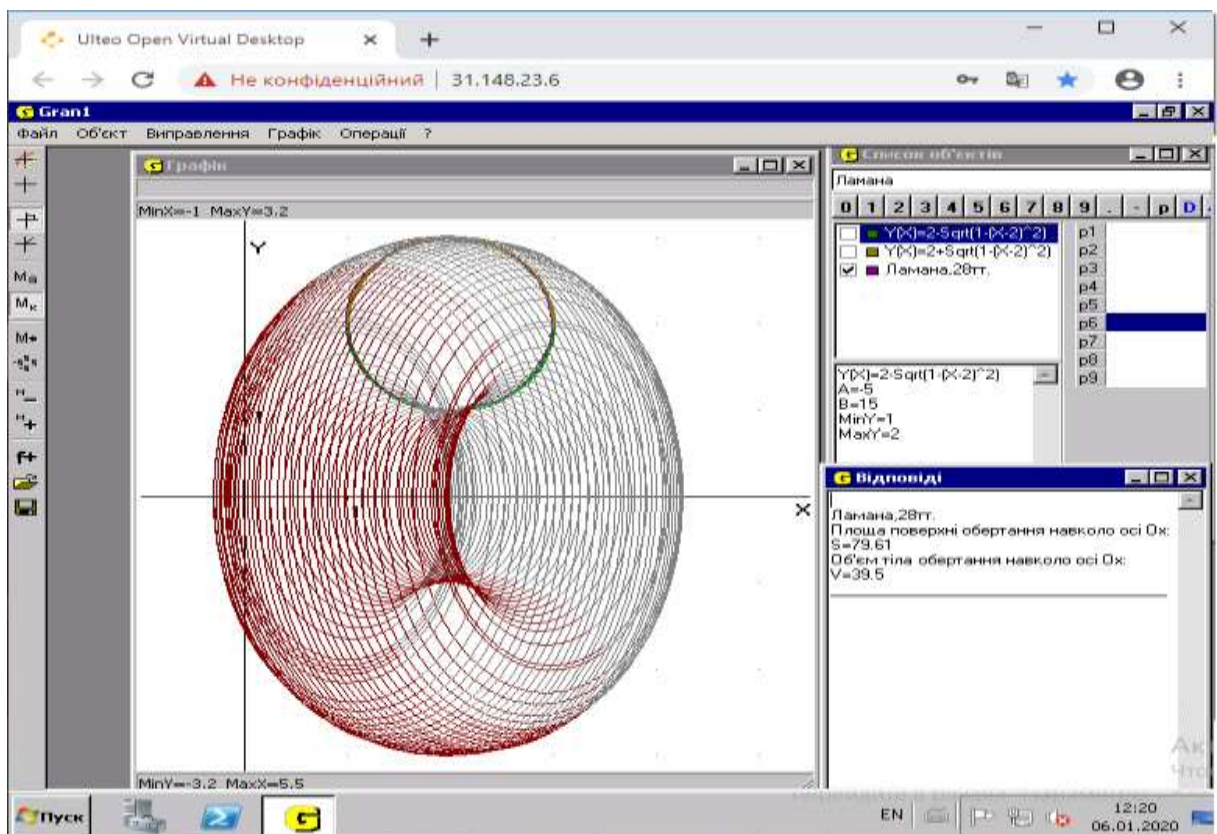 Ulteo Open Virtual Desktop
Не конфіденційний | 31.148.23.6
Gran1
Файл Об'єкт Виправлення Графік Операції ?
Графік
MinX=-1 MaxY=3.2
Y
X
MinY=-3.2 MaxX=5.5
Список об'єктів
Ламана
0 1 2 3 4 5 6 7 8 9 . - p D
Y(X)=2-Sqrt(1-(X-2)^2)
Y(X)=2+Sqrt(1-(X-2)^2)
Ламана,28тт.
p1
p2
p3
p4
p5
p6
p7
p8
p9
Y(X)=2-Sqrt(1-(X-2)^2)
A=-5
B=15
MinY=1
MaxY=2
Відповіді
Ламана,28тт.
Площа поверхні обертання навколо осі Ox:
S=79.61
Об'єм тіла обертання навколо осі Ox:
V=39.5
Пуск
EN
12:20
06.01.2020